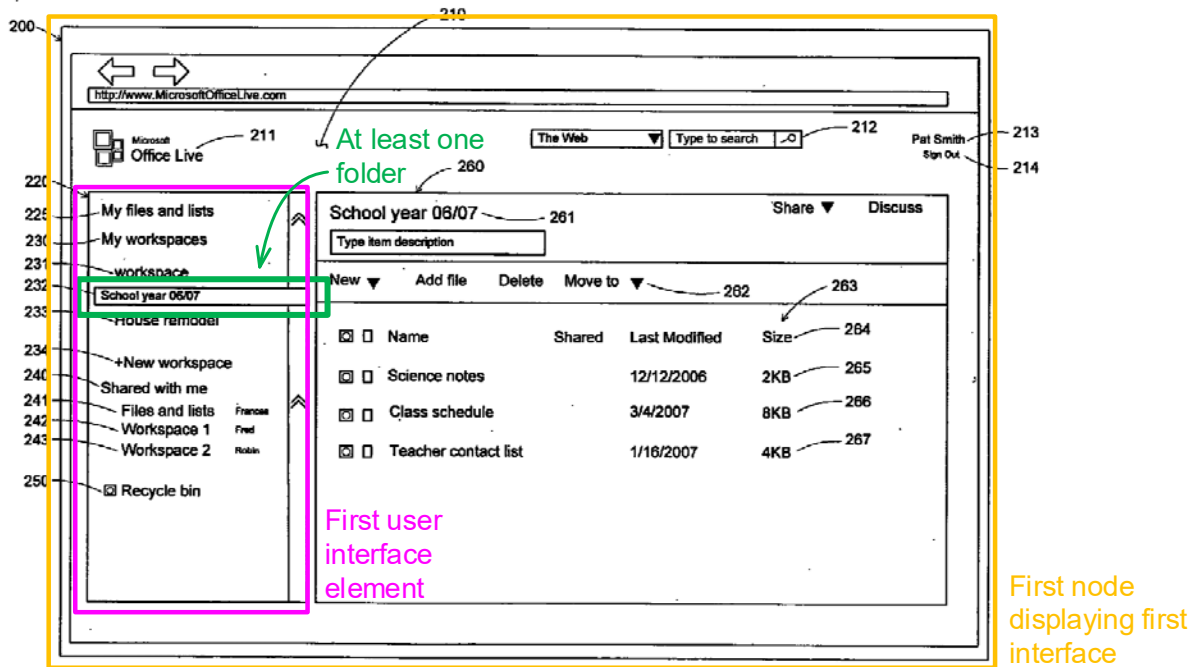 210
200
http://www.MicrosoftOfficeLive.com
Microsoft
Office Live
211
At least one
folder
The Web
Type to search
212
Pat Smith
213
Sign Out
214
220
260
225
My files and lists
School year 06/07
261
Share
Discuss
230
My workspaces
Type item description
231
workspace
232
School year 06/07
New
Add file
Delete
Move to
262
263
233
House remodel
Name
Shared
Last Modified
Size
264
234
+New workspace
240
Shared with me
Science notes
12/12/2006
2KB
265
241
Files and lists
Frances
Class schedule
3/4/2007
8KB
266
242
Workspace 1
Fred
243
Workspace 2
Robin
Teacher contact list
1/16/2007
4KB
267
250
Recycle bin
First user
interface
element
First node
displaying first
interface